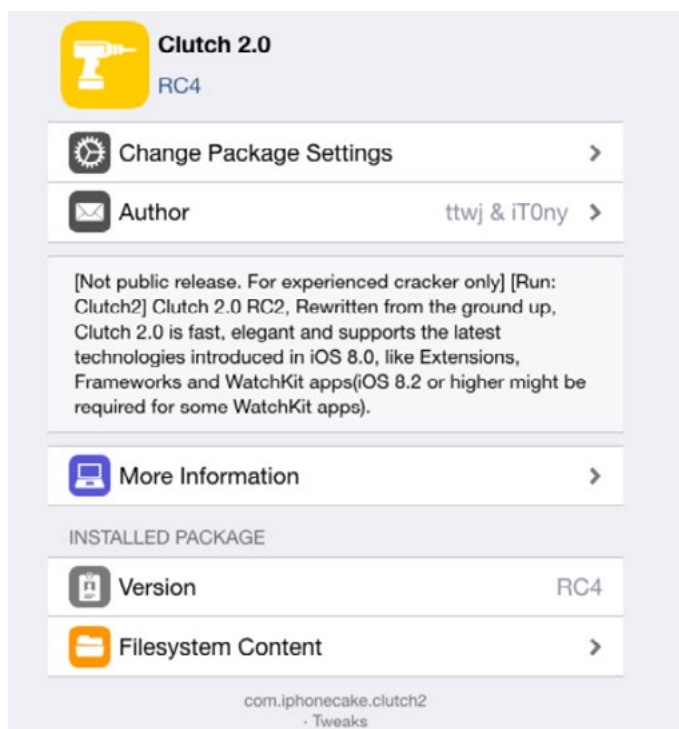 Clutch 2.0
RC4
Change Package Settings
Author ttwj & iT0ny
[Not public release. For experienced cracker only] [Run:
Clutch2] Clutch 2.0 RC2, Rewritten from the ground up,
Clutch 2.0 is fast, elegant and supports the latest
technologies introduced in iOS 8.0, like Extensions,
Frameworks and WatchKit apps(iOS 8.2 or higher might be
required for some WatchKit apps).
More Information
INSTALLED PACKAGE
Version RC4
Filesystem Content
com.iphonecake.clutch2
· Tweaks